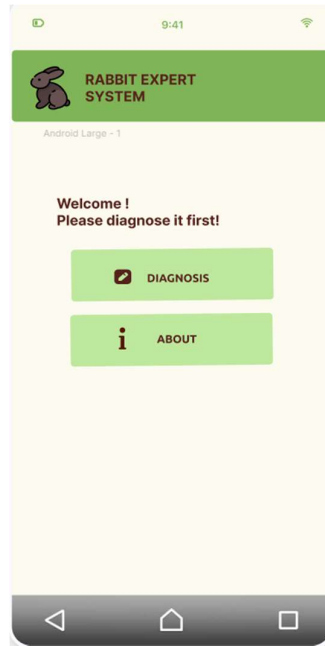 9:41
RABBIT EXPERT
SYSTEM
Android Large - 1
Welcome !
Please diagnose it first!
DIAGNOSIS
i ABOUT